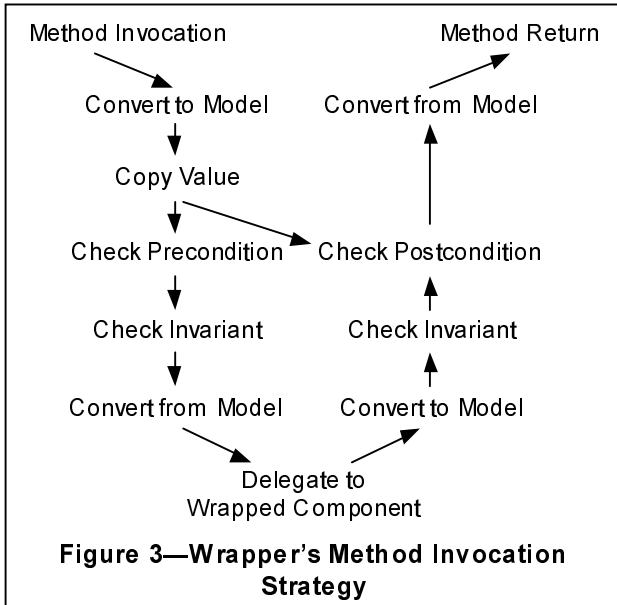 Method Invocation
Method Return
Convert to Model
Convert from Model
Copy Value
Check Precondition
Check Postcondition
Check Invariant
Check Invariant
Convert from Model
Convert to Model
Delegate to
Wrapped Component
Figure 3—Wrapper's Method Invocation
Strategy